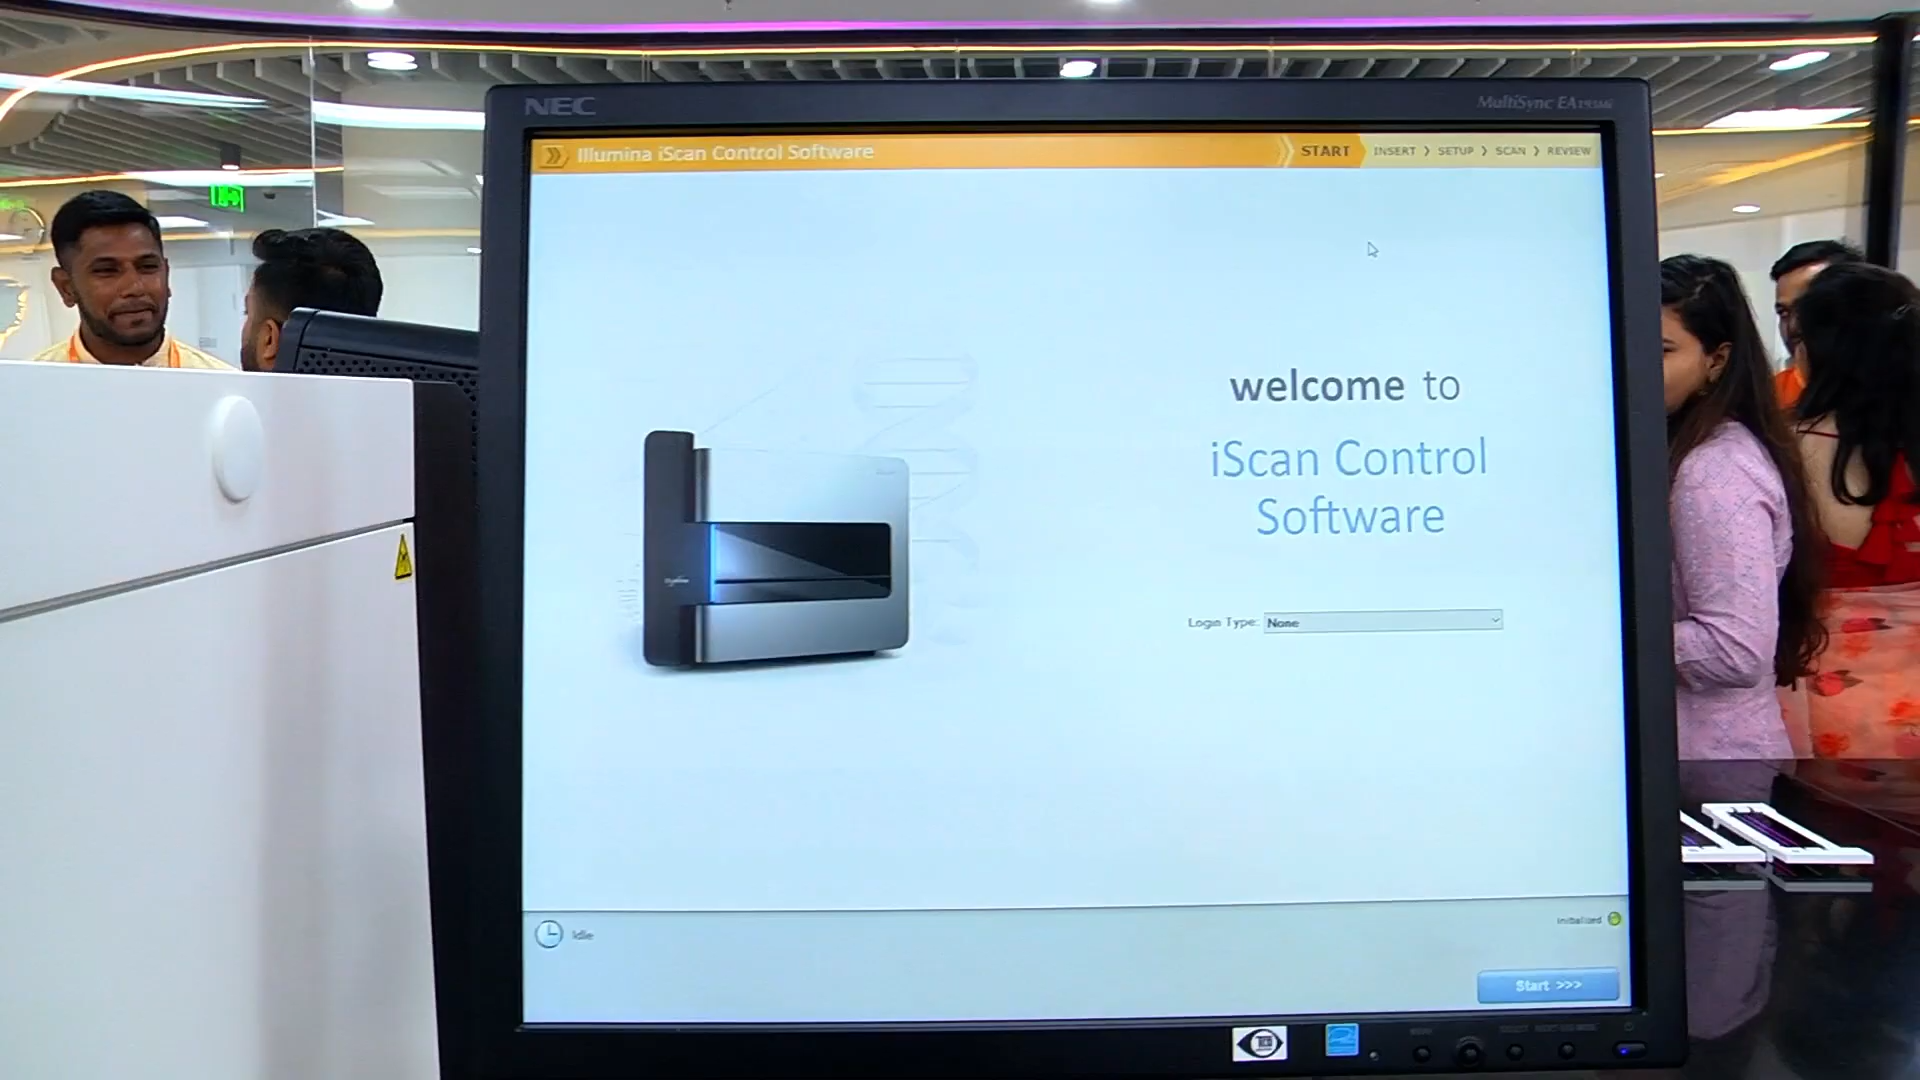 NEC
MultiSync EA193Mi
Illumina iScan Control Software
START
INSERT > SETUP > SCAN > REVIEW
welcome to
iScan Control
Software
Login Type: None
Idle
Initialized
Start >>>